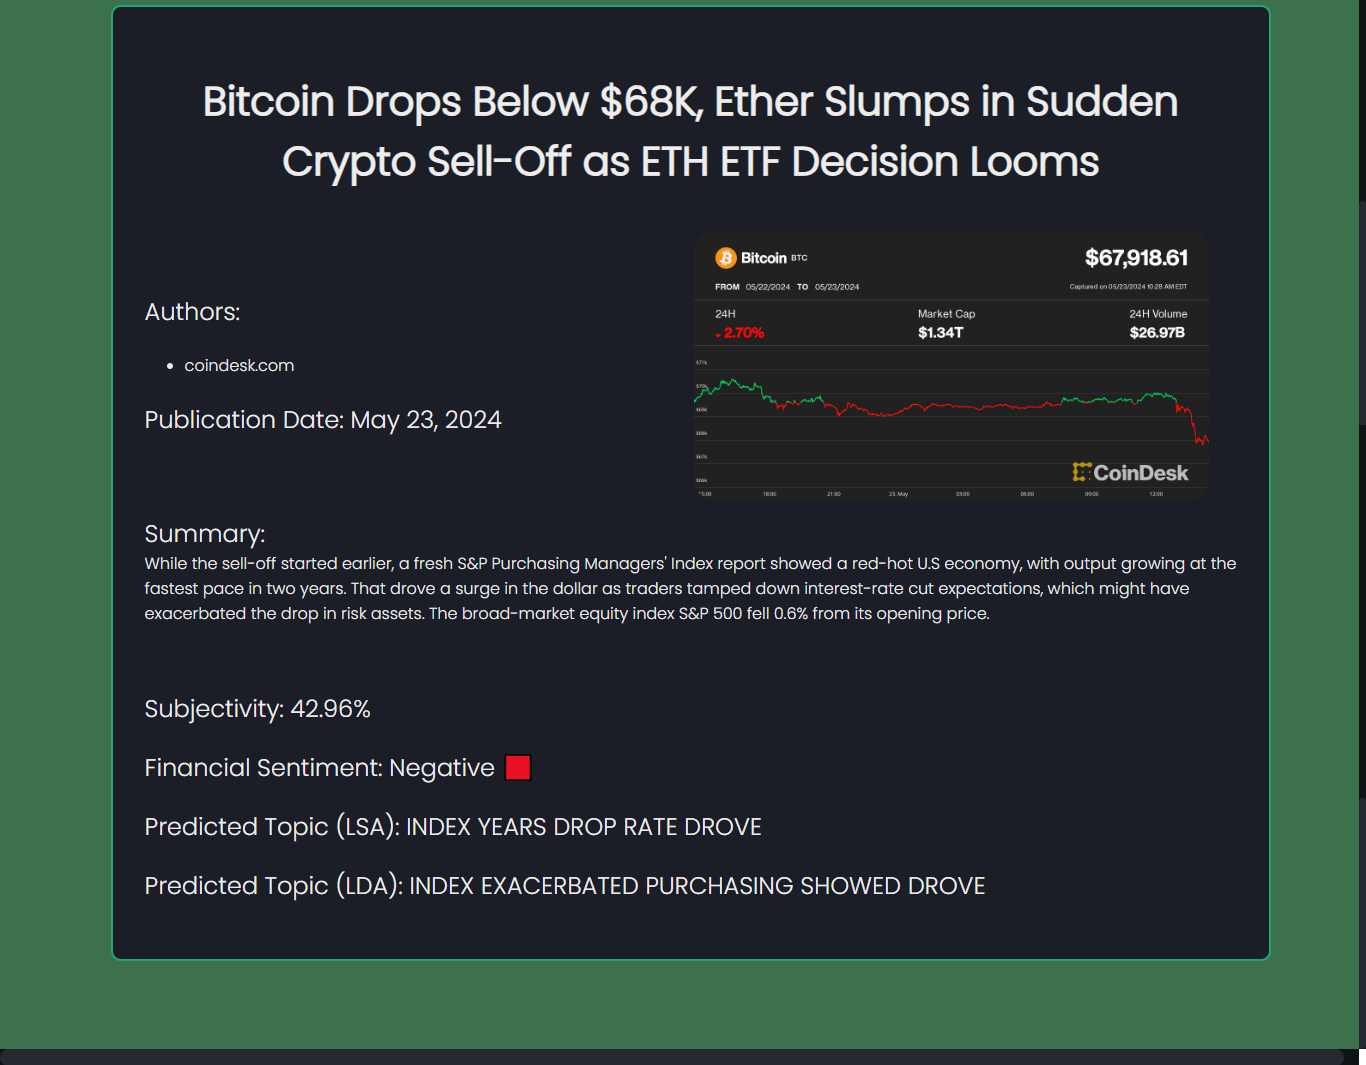 Bitcoin Drops Below $68K, Ether Slumps in Sudden
Crypto Sell-Off as ETH ETF Decision Looms
Bitcoin BTC
$67,918.61
FROM 05/22/2024 TO 05/23/2024
Captured on 05/23/2024 10:28 AM EDT
24H
Market Cap
24H Volume
2.70%
$1.34T
$26.97B
$71k
$70k
$69k
$68k
$67k
$66k
CoinDesk
15:00 18:00 21:00 23. May 03:00 06:00 09:00 12:00
Authors:
coindesk.com
Publication Date: May 23, 2024
Summary:
While the sell-off started earlier, a fresh S&P Purchasing Managers' Index report showed a red-hot U.S economy, with output growing at the
fastest pace in two years. That drove a surge in the dollar as traders tamped down interest-rate cut expectations, which might have
exacerbated the drop in risk assets. The broad-market equity index S&P 500 fell 0.6% from its opening price.
Subjectivity: 42.96%
Financial Sentiment: Negative
Predicted Topic (LSA): INDEX YEARS DROP RATE DROVE
Predicted Topic (LDA): INDEX EXACERBATED PURCHASING SHOWED DROVE